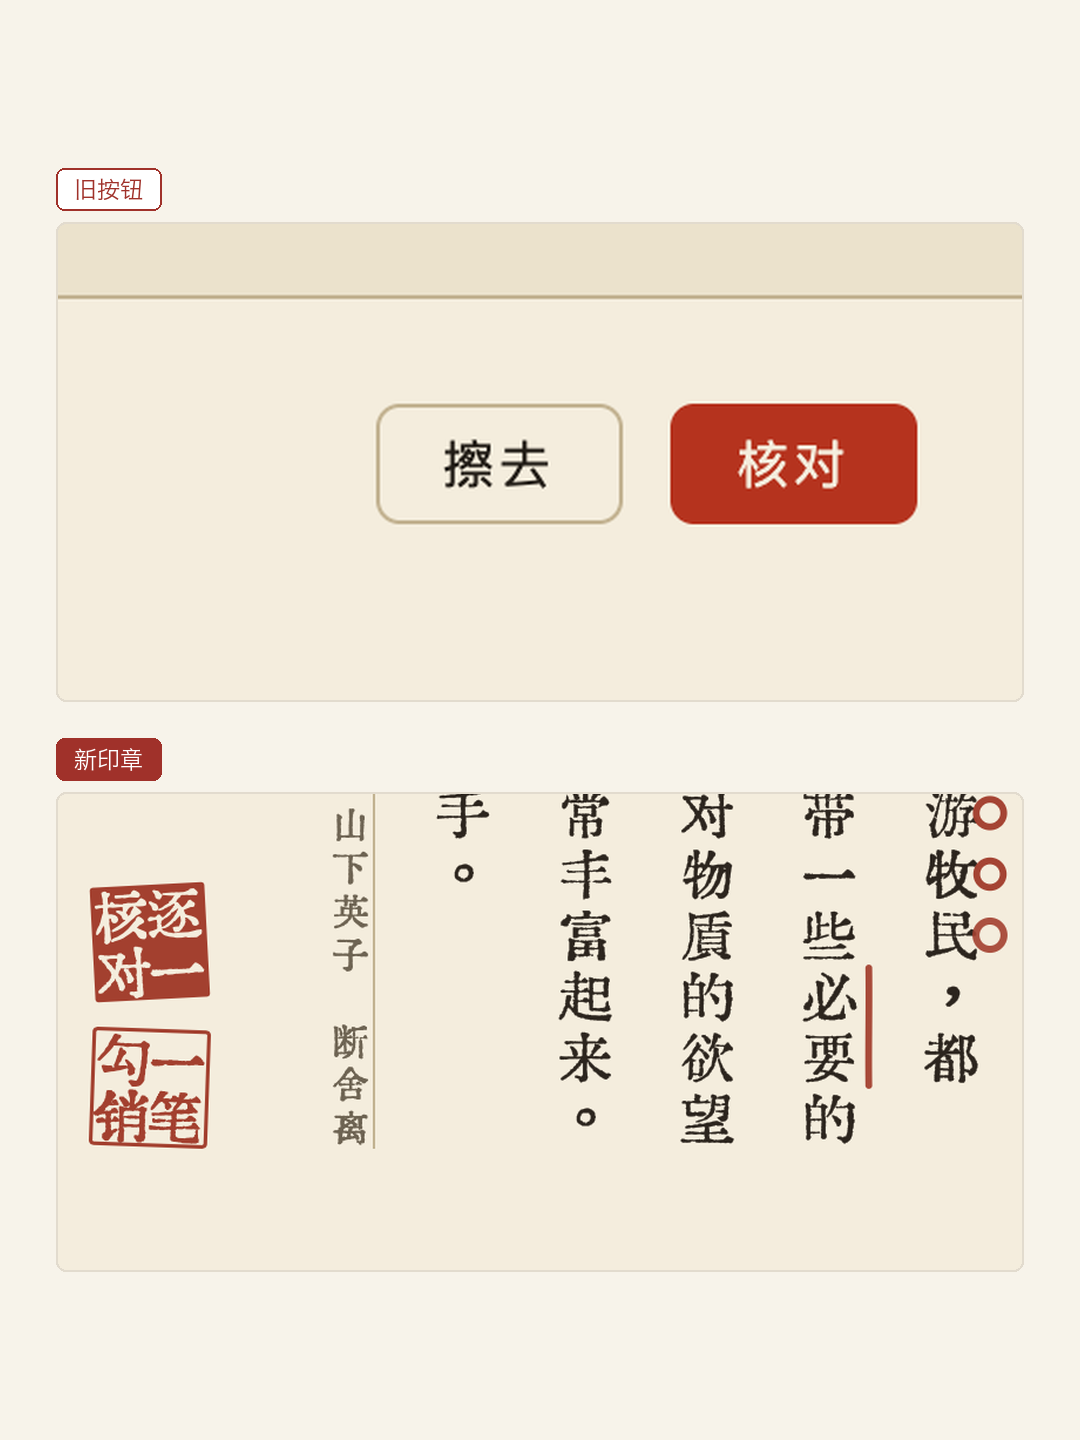 旧按钮
擦去
核对
新印章
游牧民，都
带一些必要的
对物质的欲望
常丰富起来。
手。
山下英子 断舍离
逐一核对
一笔勾销